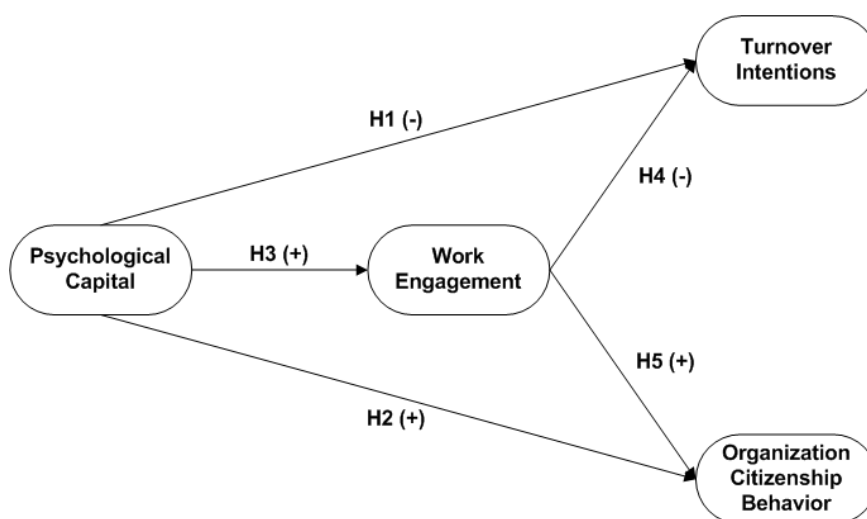 Turnover
Intentions
H1 (-)
H4 (-)
Psychological
Capital
H3 (+)
Work
Engagement
H5 (+)
H2 (+)
Organization
Citizenship
Behavior